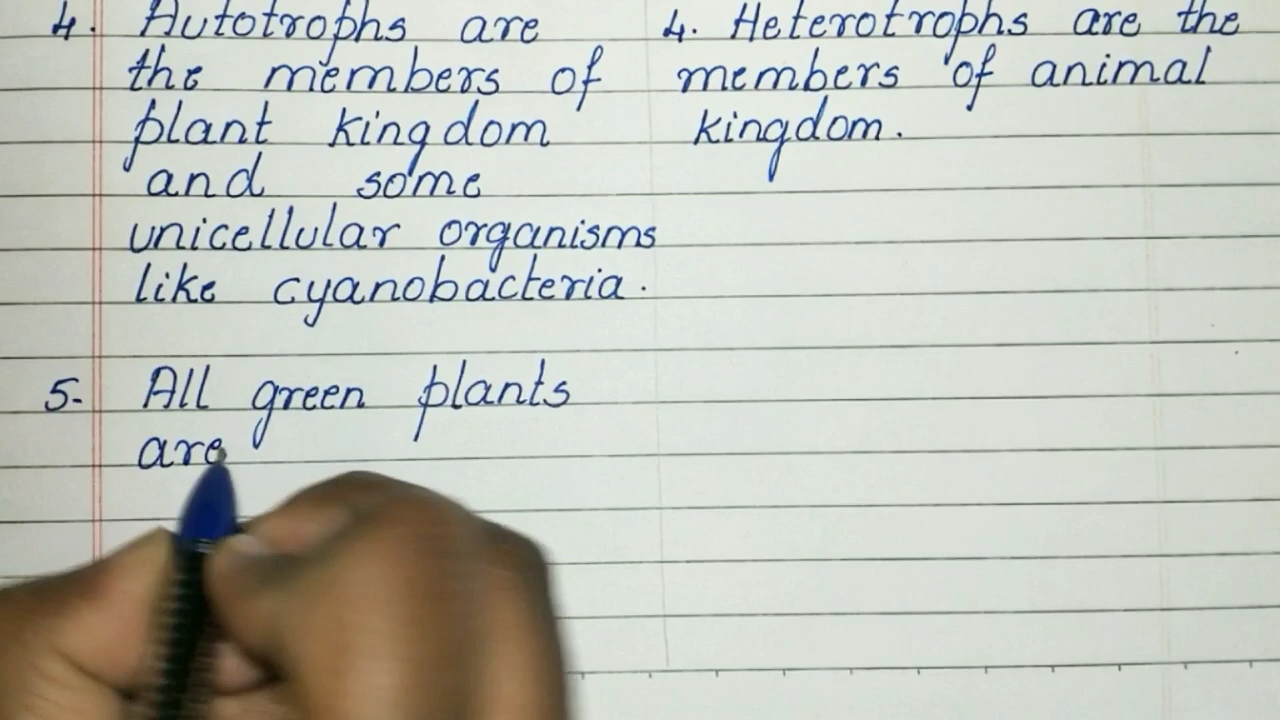 4. Autotrophs are
the members of
plant kingdom
and some
unicellular organisms
like cyanobacteria.
5. All green plants
are
4. Heterotrophs are the
members of animal
kingdom.